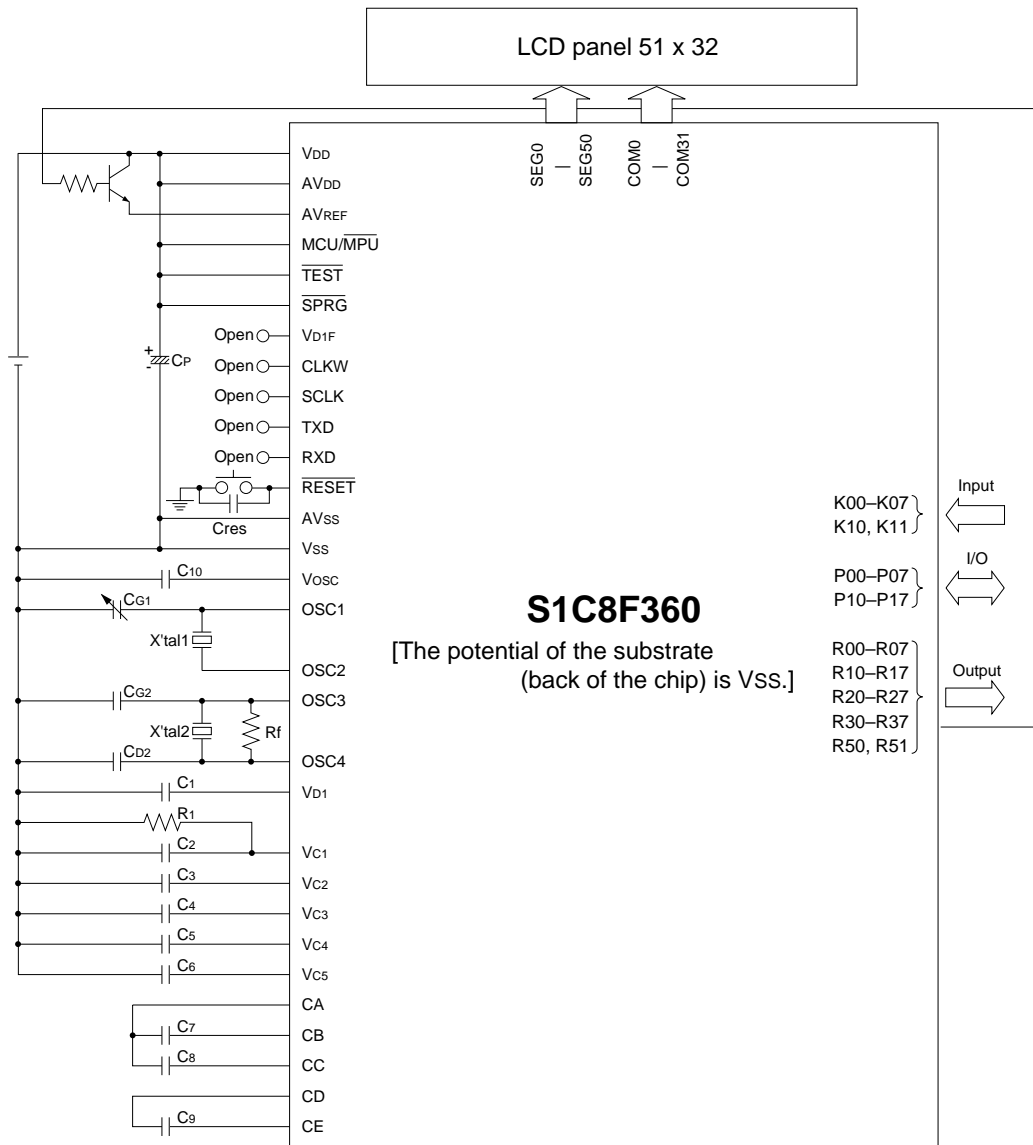 LCD panel 51 x 32
SEG0
SEG50
COM0
COM31
VDD
AVDD
AVREF
MCU/MPU
TEST
SPRG
Open VD1F
+
- CP
Open CLKW
Open SCLK
Open TXD
Open RXD
RESET
Cres
AVSS
VSS
C10 VOSC
CG1 OSC1
X'tal1
OSC2
CG2 OSC3
X'tal2 Rf
CD2 OSC4
C1 VD1
R1
C2 VC1
C3 VC2
C4 VC3
C5 VC4
C6 VC5
CA
C7 CB
C8 CC
CD
C9 CE
S1C8F360
[The potential of the substrate
(back of the chip) is VSS.]
K00–K07
K10, K11
Input
P00–P07
P10–P17
I/O
R00–R07
R10–R17
R20–R27
R30–R37
R50, R51
Output